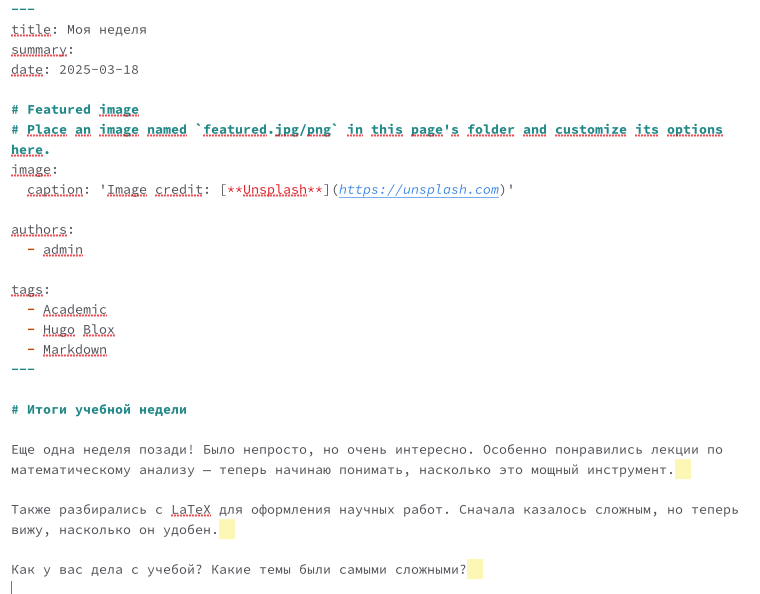 ---
title: Моя неделя
summary:
date: 2025-03-18
# Featured image
# Place an image named `featured.jpg/png` in this page's folder and customize its options
here.
image:
caption: 'Image credit: [**Unsplash**](https://unsplash.com)'
authors:
- admin
tags:
- Academic
- Hugo Blox
- Markdown
---
# Итоги учебной недели
Еще одна неделя позади! Было непросто, но очень интересно. Особенно понравились лекции по
математическому анализу — теперь начинаю понимать, насколько это мощный инструмент.
Также разбирались с LaTeX для оформления научных работ. Сначала казалось сложным, но теперь
вижу, насколько он удобен.
Как у вас дела с учебой? Какие темы были самыми сложными?